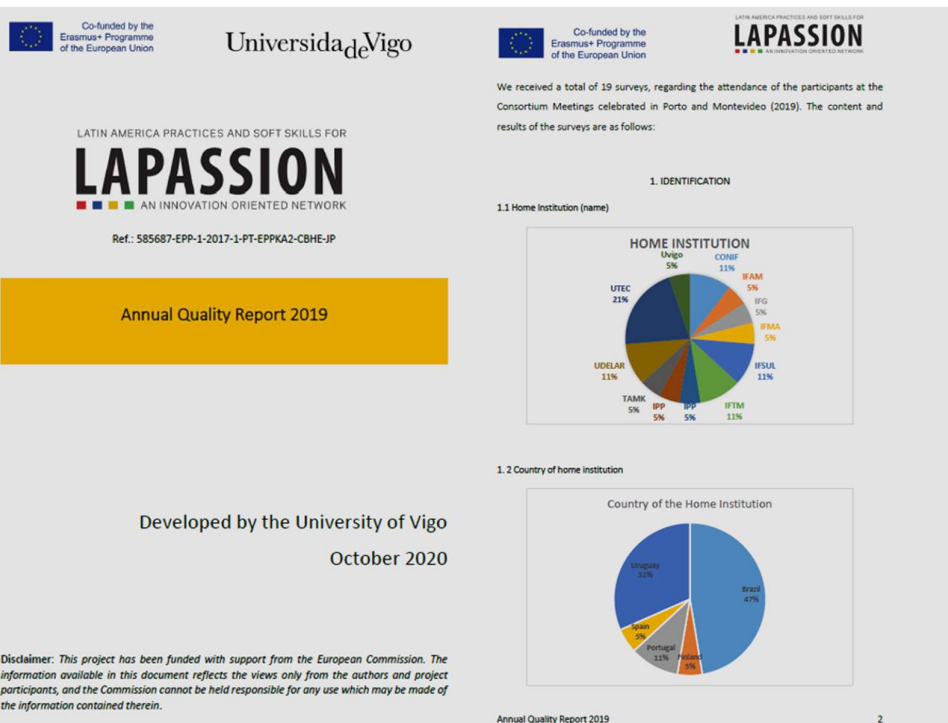 Co-funded by the
Erasmus+ Programme
of the European Union
UniversidadeVigo
LATIN AMERICA PRACTICES AND SOFT SKILLS FOR
LAPASSION
AN INNOVATION ORIENTED NETWORK
Ref.: 585687-EPP-1-2017-1-PT-EPPKA2-CBHE-JP
Annual Quality Report 2019
Developed by the University of Vigo
October 2020
Disclaimer: This project has been funded with support from the European Commission. The
information available in this document reflects the views only from the authors and project
participants, and the Commission cannot be held responsible for any use which may be made of
the information contained therein.
Co-funded by the
Erasmus+ Programme
of the European Union
LATIN AMERICA PRACTICES AND SOFT SKILLS FOR
LAPASSION
AN INNOVATION ORIENTED NETWORK
We received a total of 19 surveys, regarding the attendance of the participants at the
Consortium Meetings celebrated in Porto and Montevideo (2019). The content and
results of the surveys are as follows:
1. IDENTIFICATION
1.1 Home Institution (name)
HOME INSTITUTION
Uvigo
5%
CONIF
11%
IFAM
5%
IFG
5%
IFMA
5%
IFSUL
11%
IFTM
11%
IPP
5%
IPP
5%
TAMK
5%
UDELAR
11%
UTEC
21%
1. 2 Country of home institution
Country of the Home Institution
Uruguay
32%
Brazil
47%
Spain
5%
Portugal
11%
Finland
5%
Annual Quality Report 2019
2